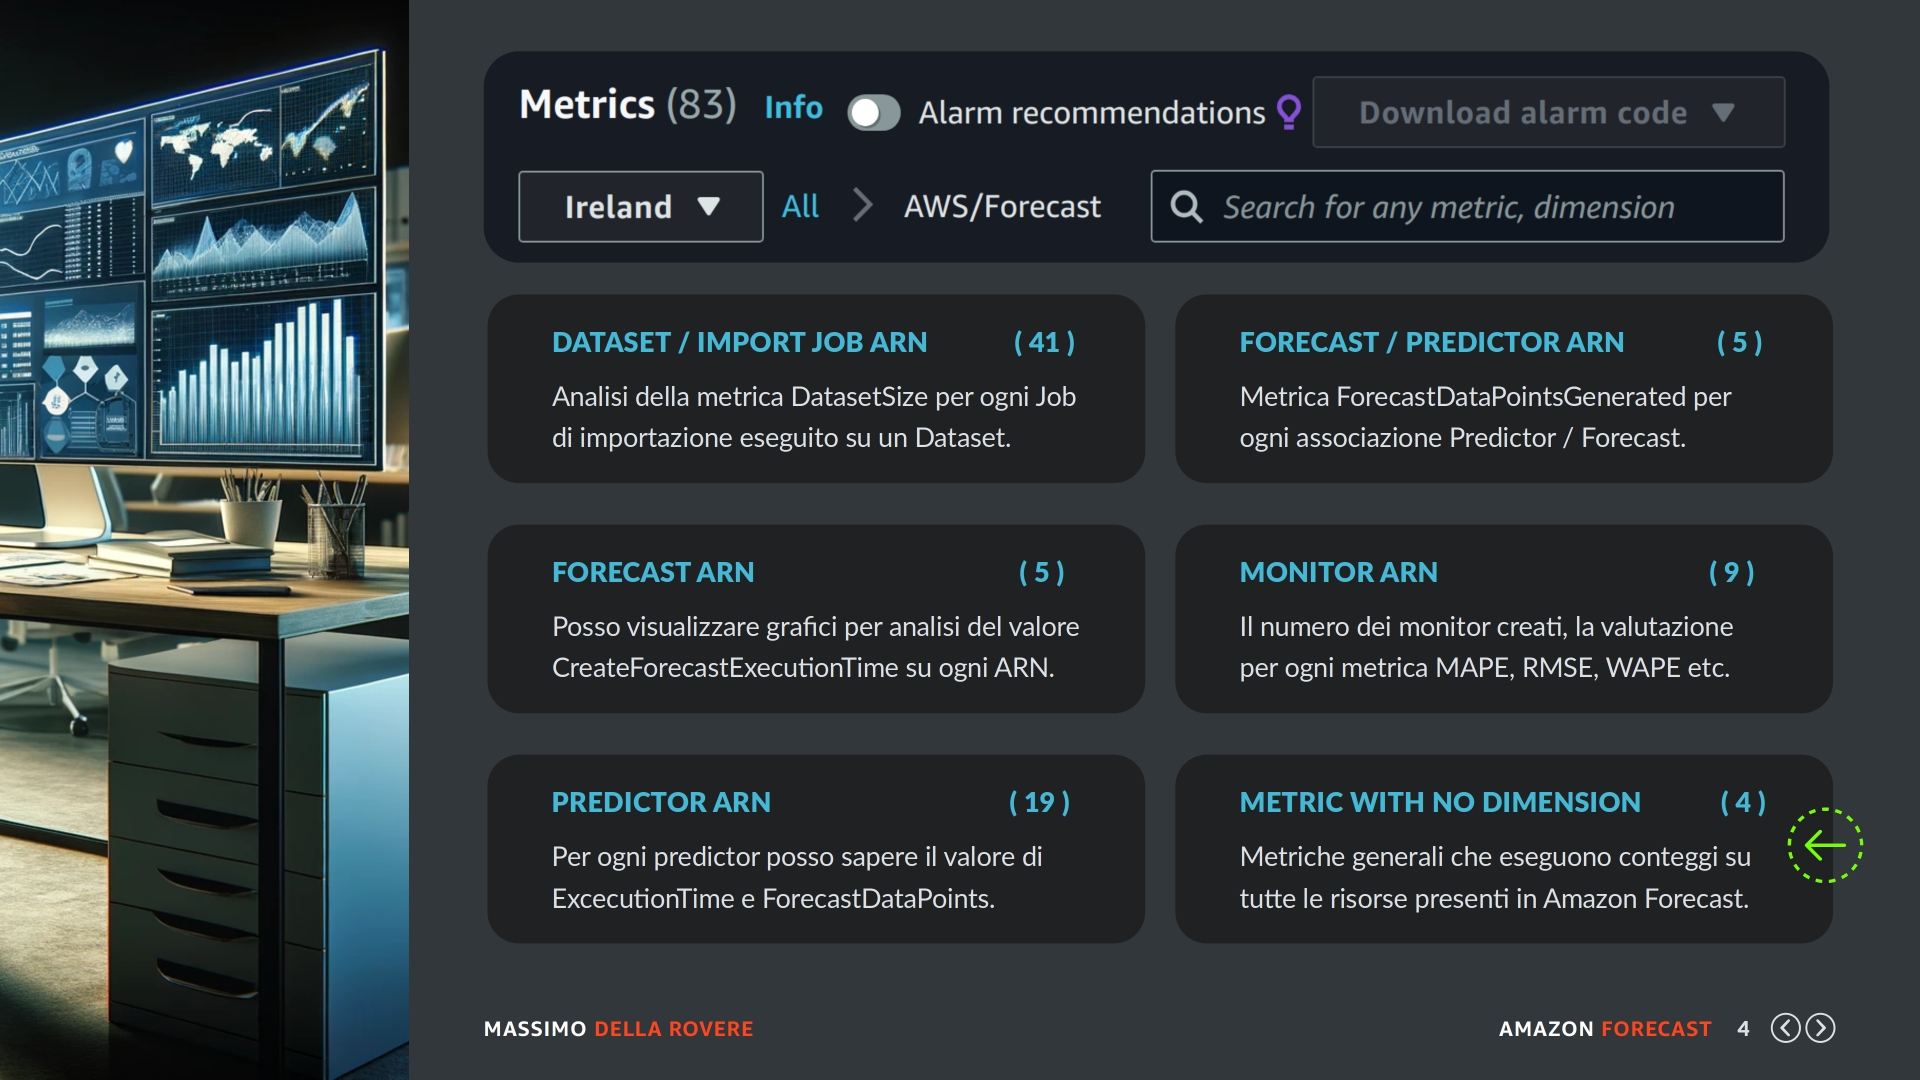 Metrics (83) Info Alarm recommendations Download alarm code
Ireland All AWS/Forecast Search for any metric, dimension
DATASET / IMPORT JOB ARN ( 41 )
Analisi della metrica DatasetSize per ogni Job
di importazione eseguito su un Dataset.
FORECAST / PREDICTOR ARN ( 5 )
Metrica ForecastDataPointsGenerated per
ogni associazione Predictor / Forecast.
FORECAST ARN ( 5 )
Posso visualizzare grafici per analisi del valore
CreateForecastExecutionTime su ogni ARN.
MONITOR ARN ( 9 )
Il numero dei monitor creati, la valutazione
per ogni metrica MAPE, RMSE, WAPE etc.
PREDICTOR ARN ( 19 )
Per ogni predictor posso sapere il valore di
ExcecutionTime e ForecastDataPoints.
METRIC WITH NO DIMENSION ( 4 )
Metriche generali che eseguono conteggi su
tutte le risorse presenti in Amazon Forecast.
MASSIMO DELLA ROVERE
AMAZON FORECAST 4